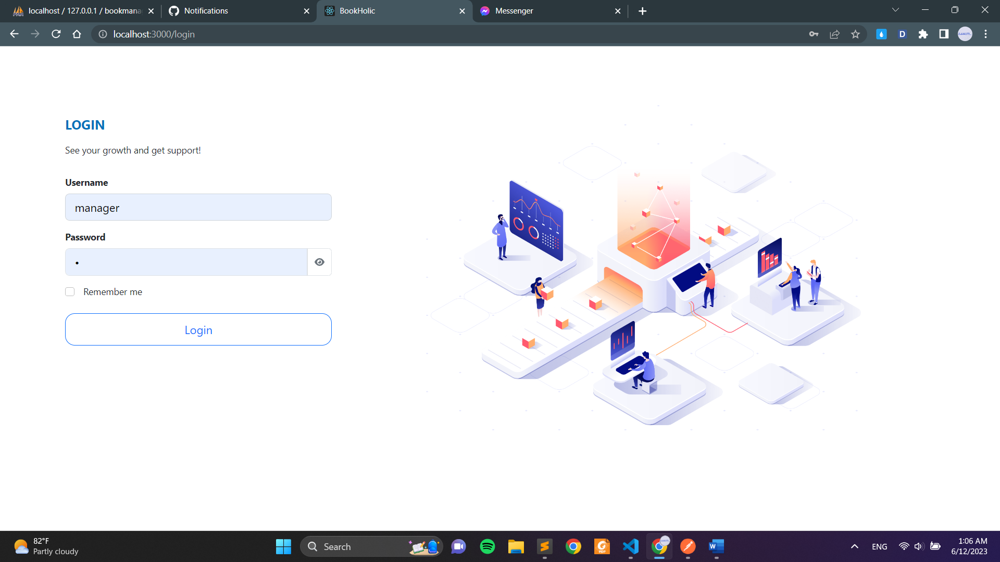 localhost / 127.0.0.1 / bookmana
Notifications
BookHolic
Messenger
localhost:3000/login
D
LOGIN
See your growth and get support!
Username
manager
Password
Remember me
Login
82°F
Partly cloudy
Search
PDF
W
ENG
1:06 AM
6/12/2023